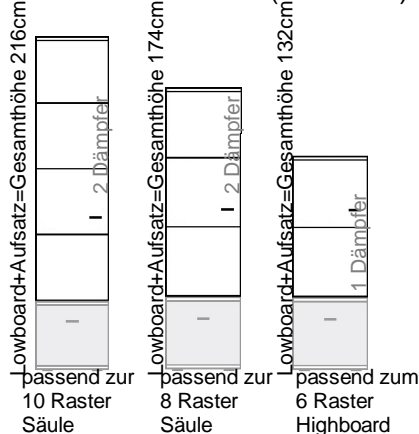 Lowboard+Aufsatz=Gesamthöhe 216cm
2 Dämpfer
passend zur
10 Raster
Säule
Lowboard+Aufsatz=Gesamthöhe 174cm
2 Dämpfer
passend zur
8 Raster
Säule
Lowboard+Aufsatz=Gesamthöhe 132cm
1 Dämpfer
passend zum
6 Raster
Highboard